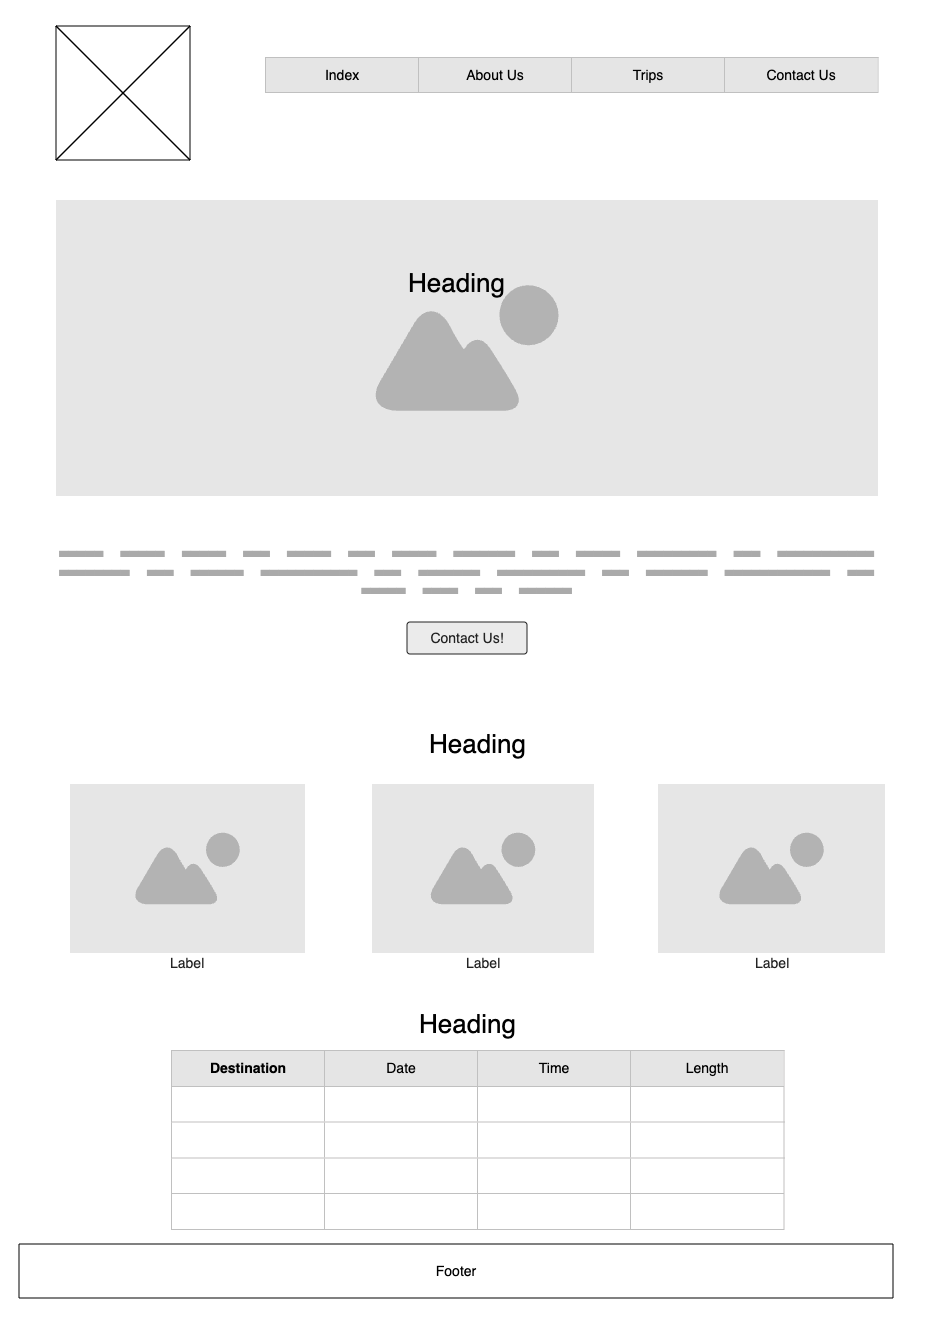 Index About Us Trips Contact Us
Heading
Contact Us!
Heading
Label Label Label
Heading
Destination Date Time Length
Footer